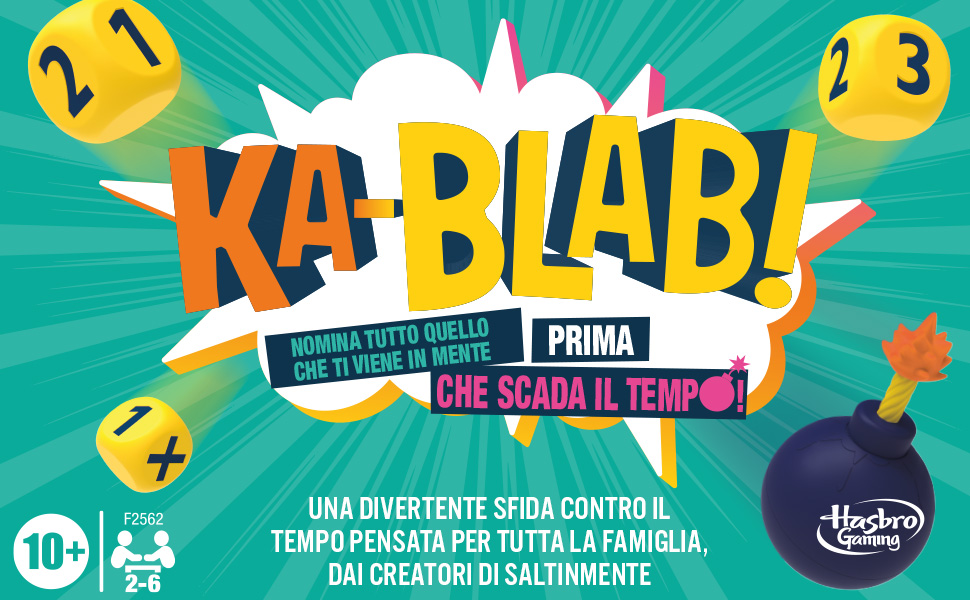 2 1
2 3
KA-BLAB!
NOMINA TUTTO QUELLO
CHE TI VIENE IN MENTE
PRIMA
CHE SCADA IL TEMPO!
1 +
Hasbro
Gaming
UNA DIVERTENTE SFIDA CONTRO IL
TEMPO PENSATA PER TUTTA LA FAMIGLIA,
DAI CREATORI DI SALTINMENTE
10+
F2562
2-6